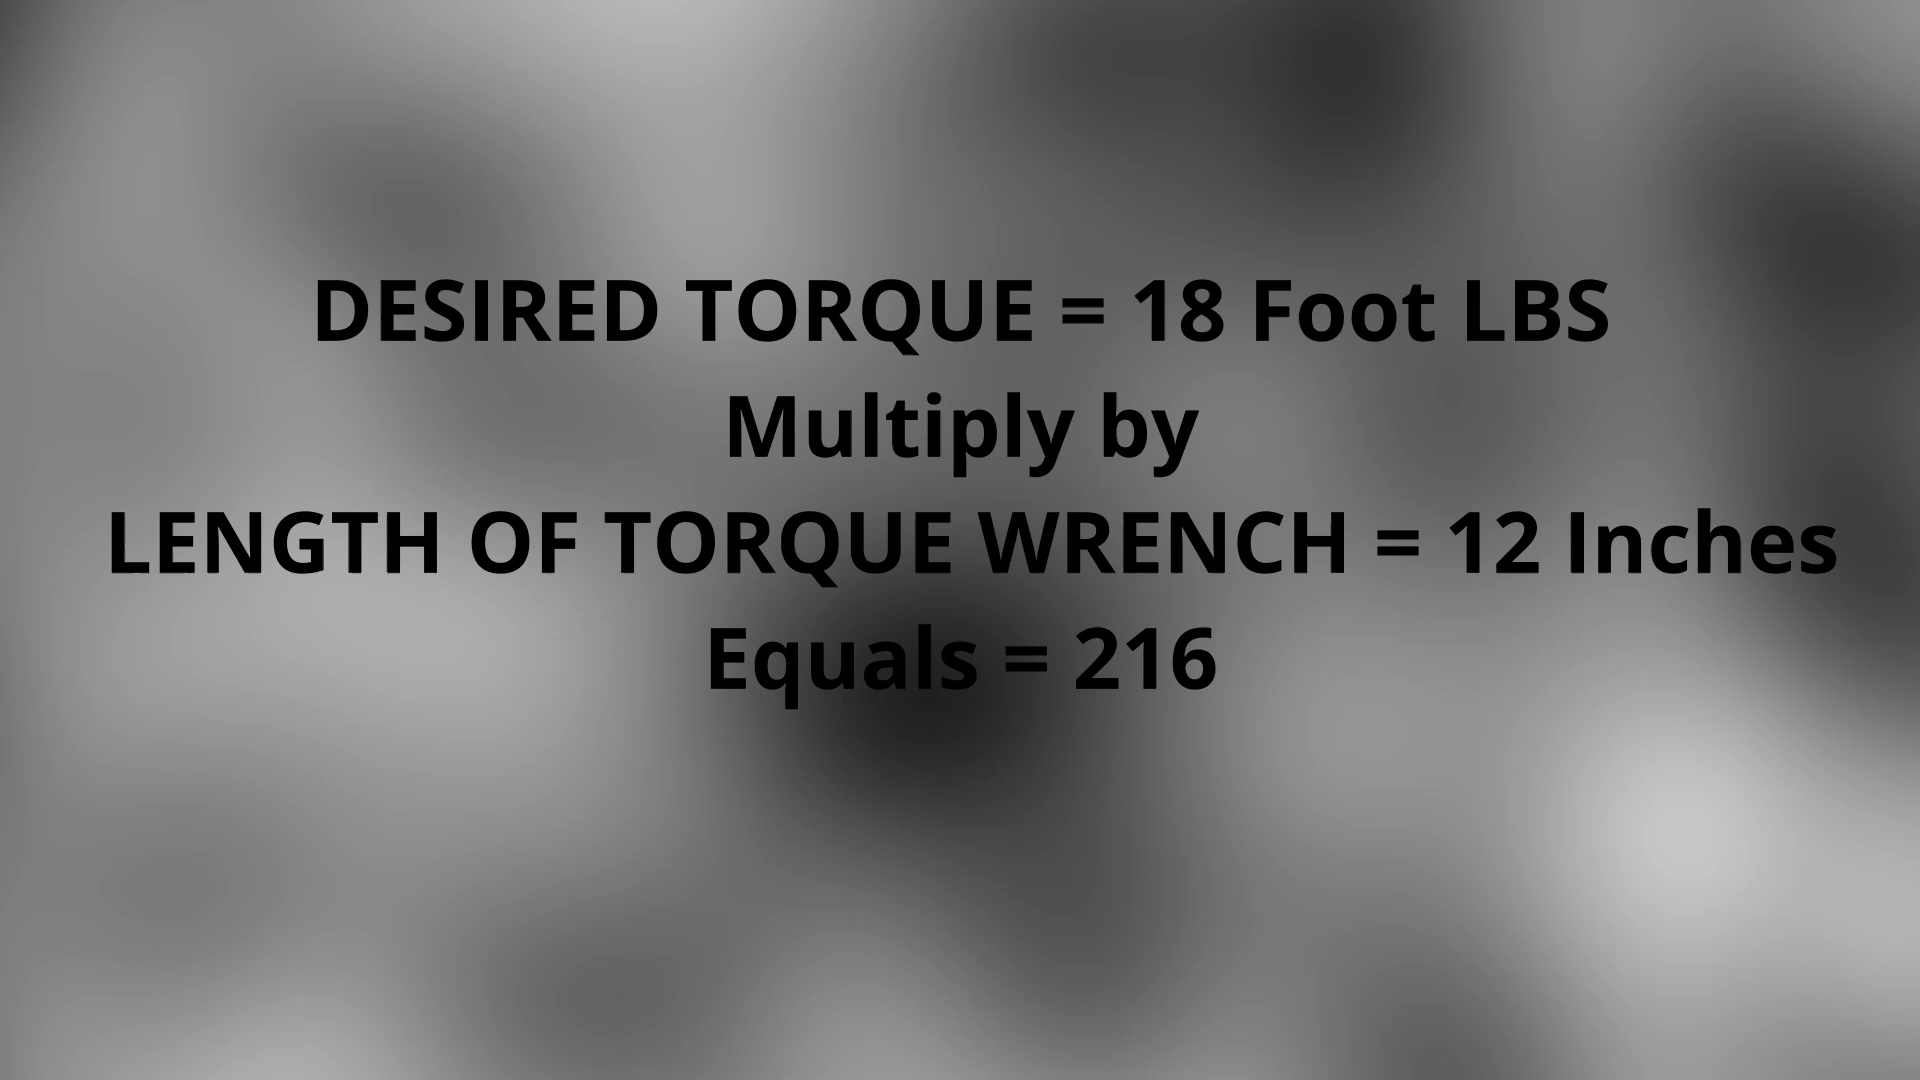 DESIRED TORQUE = 18 Foot LBS
Multiply by
LENGTH OF TORQUE WRENCH = 12 Inches
Equals = 216